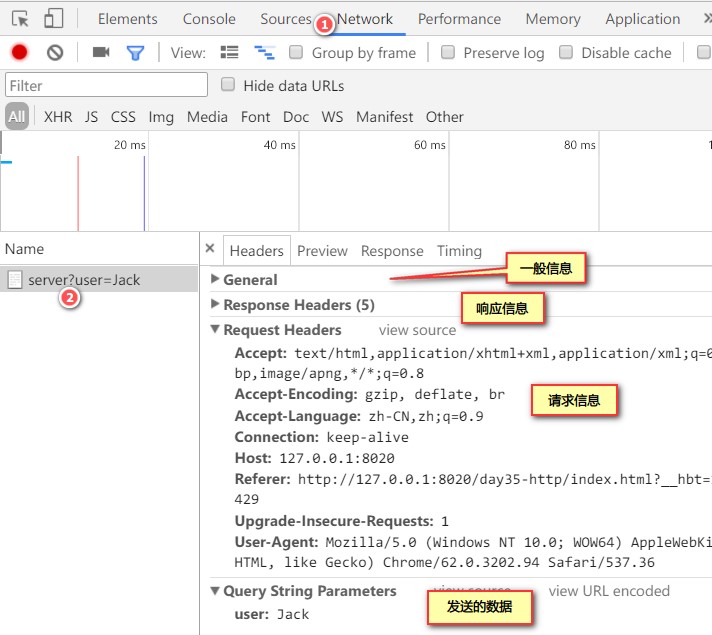 Elements Console Sources 1 Network Performance Memory Application
View: Group by frame Preserve log Disable cache
Filter Hide data URLs
All XHR JS CSS Img Media Font Doc WS Manifest Other
20 ms 40 ms 60 ms 80 ms 1
Name
× Headers Preview Response Timing
server?user=Jack
2
General
一般信息
Response Headers (5)
响应信息
Request Headers view source
Accept: text/html,application/xhtml+xml,application/xml;q=0
bp,image/apng,*/*;q=0.8
Accept-Encoding: gzip, deflate, br
请求信息
Accept-Language: zh-CN,zh;q=0.9
Connection: keep-alive
Host: 127.0.0.1:8020
Referer: http://127.0.0.1:8020/day35-http/index.html?__hbt=
429
Upgrade-Insecure-Requests: 1
User-Agent: Mozilla/5.0 (Windows NT 10.0; WOW64) AppleWebKi
HTML, like Gecko) Chrome/62.0.3202.94 Safari/537.36
Query String Parameters view source view URL encoded
发送的数据
user: Jack